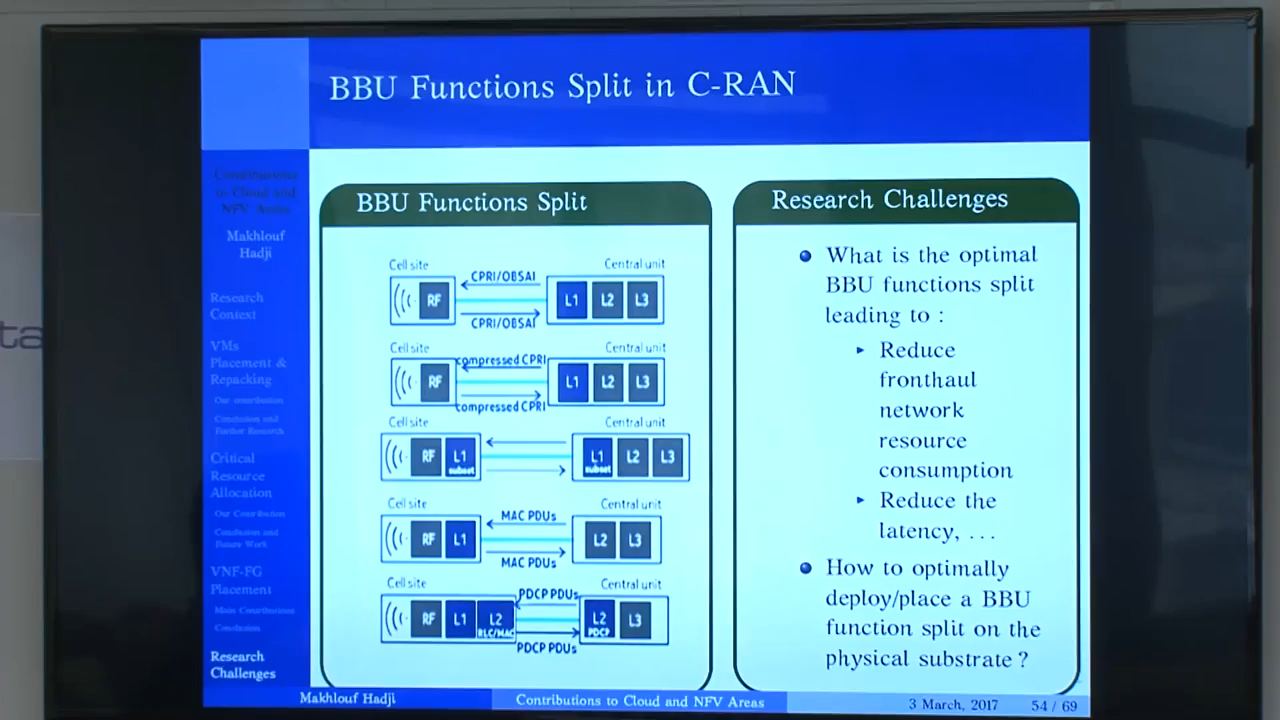 BBU Functions Split in C-RAN
Contributions
to Cloud and
NFV Areas
Makhlouf
Hadji
Research
Context
VMs
Placement &
Repacking
Our contribution
Conclusion and
Further Research
Critical
Resource
Allocation
Our Contribution
Conclusion and
Future Work
VNF-FG
Placement
Main Contributions
Conclusion
Research
Challenges
BBU Functions Split
Cell site
Central unit
CPRI/OBSAI
RF
L1 L2 L3
CPRI/OBSAI
Cell site
Central unit
compressed CPRI
RF
L1 L2 L3
compressed CPRI
Cell site
Central unit
RF L1
subset
L1 L2 L3
subset
Cell site
Central unit
MAC PDUs
RF L1
L2 L3
MAC PDUs
Cell site
Central unit
PDCP PDUs
RF L1 L2
RLC/MAC
L2 L3
PDCP
PDCP PDUs
Research Challenges
What is the optimal
BBU functions split
leading to :
Reduce
fronthaul
network
resource
consumption
Reduce the
latency, ...
How to optimally
deploy/place a BBU
function split on the
physical substrate ?
Makhlouf Hadji
Contributions to Cloud and NFV Areas
3 March, 2017
54 / 69
ta